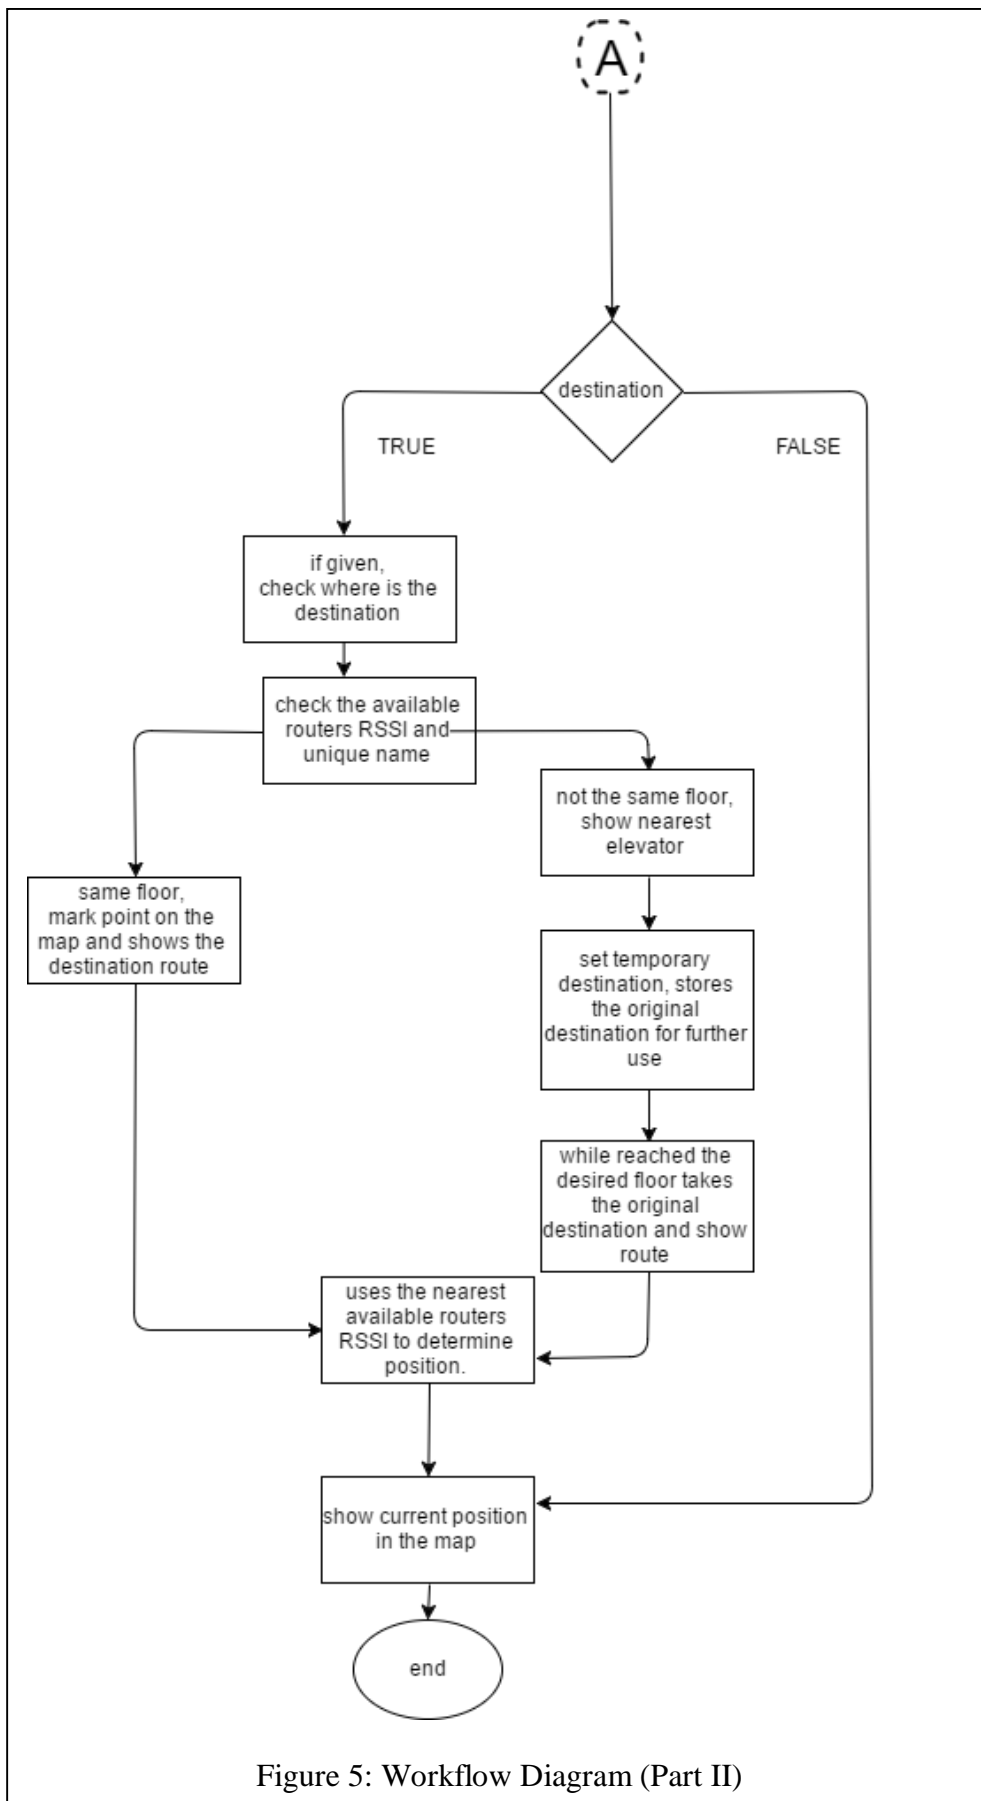 A
destination
TRUE
FALSE
if given,
check where is the
destination
check the available
routers RSSI and
unique name
not the same floor,
show nearest
elevator
same floor,
mark point on the
map and shows the
destination route
set temporary
destination, stores
the original
destination for further
use
while reached the
desired floor takes
the original
destination and show
route
uses the nearest
available routers
RSSI to determine
position.
show current position
in the map
end
Figure 5: Workflow Diagram (Part II)